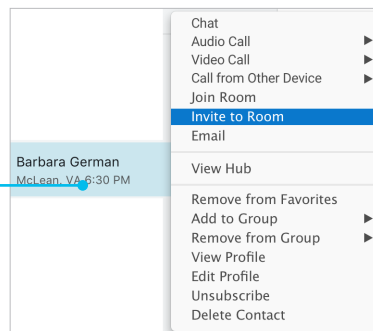 Chat
Audio Call
Video Call
Call from Other Device
Join Room
Invite to Room
Email
View Hub
Remove from Favorites
Add to Group
Remove from Group
View Profile
Edit Profile
Unsubscribe
Delete Contact
Barbara German
McLean, VA 6:30 PM